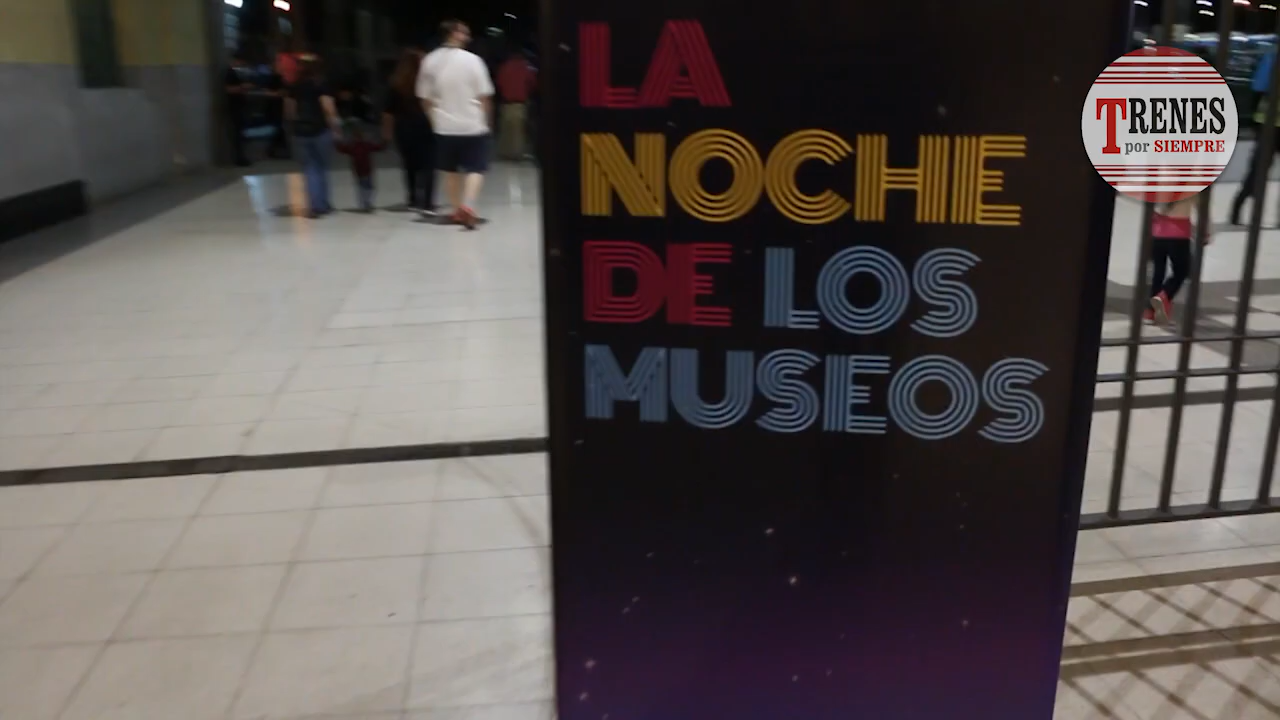 LA
NOCHE
DE LOS
MUSEOS
TRENES
por SIEMPRE